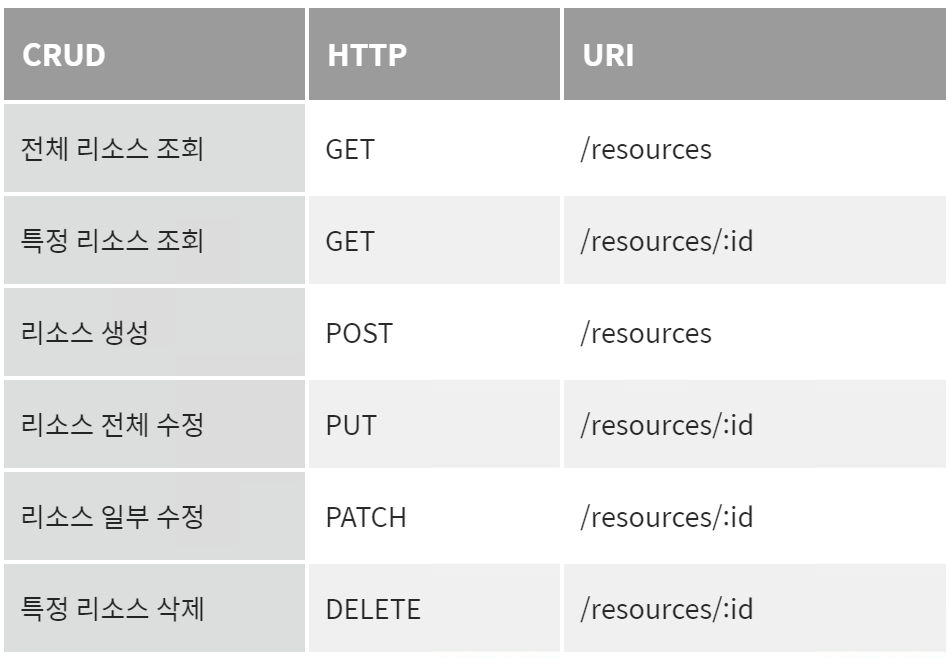 CRUD HTTP URI
전체 리소스 조회 GET /resources
특정 리소스 조회 GET /resources/:id
리소스 생성 POST /resources
리소스 전체 수정 PUT /resources/:id
리소스 일부 수정 PATCH /resources/:id
특정 리소스 삭제 DELETE /resources/:id